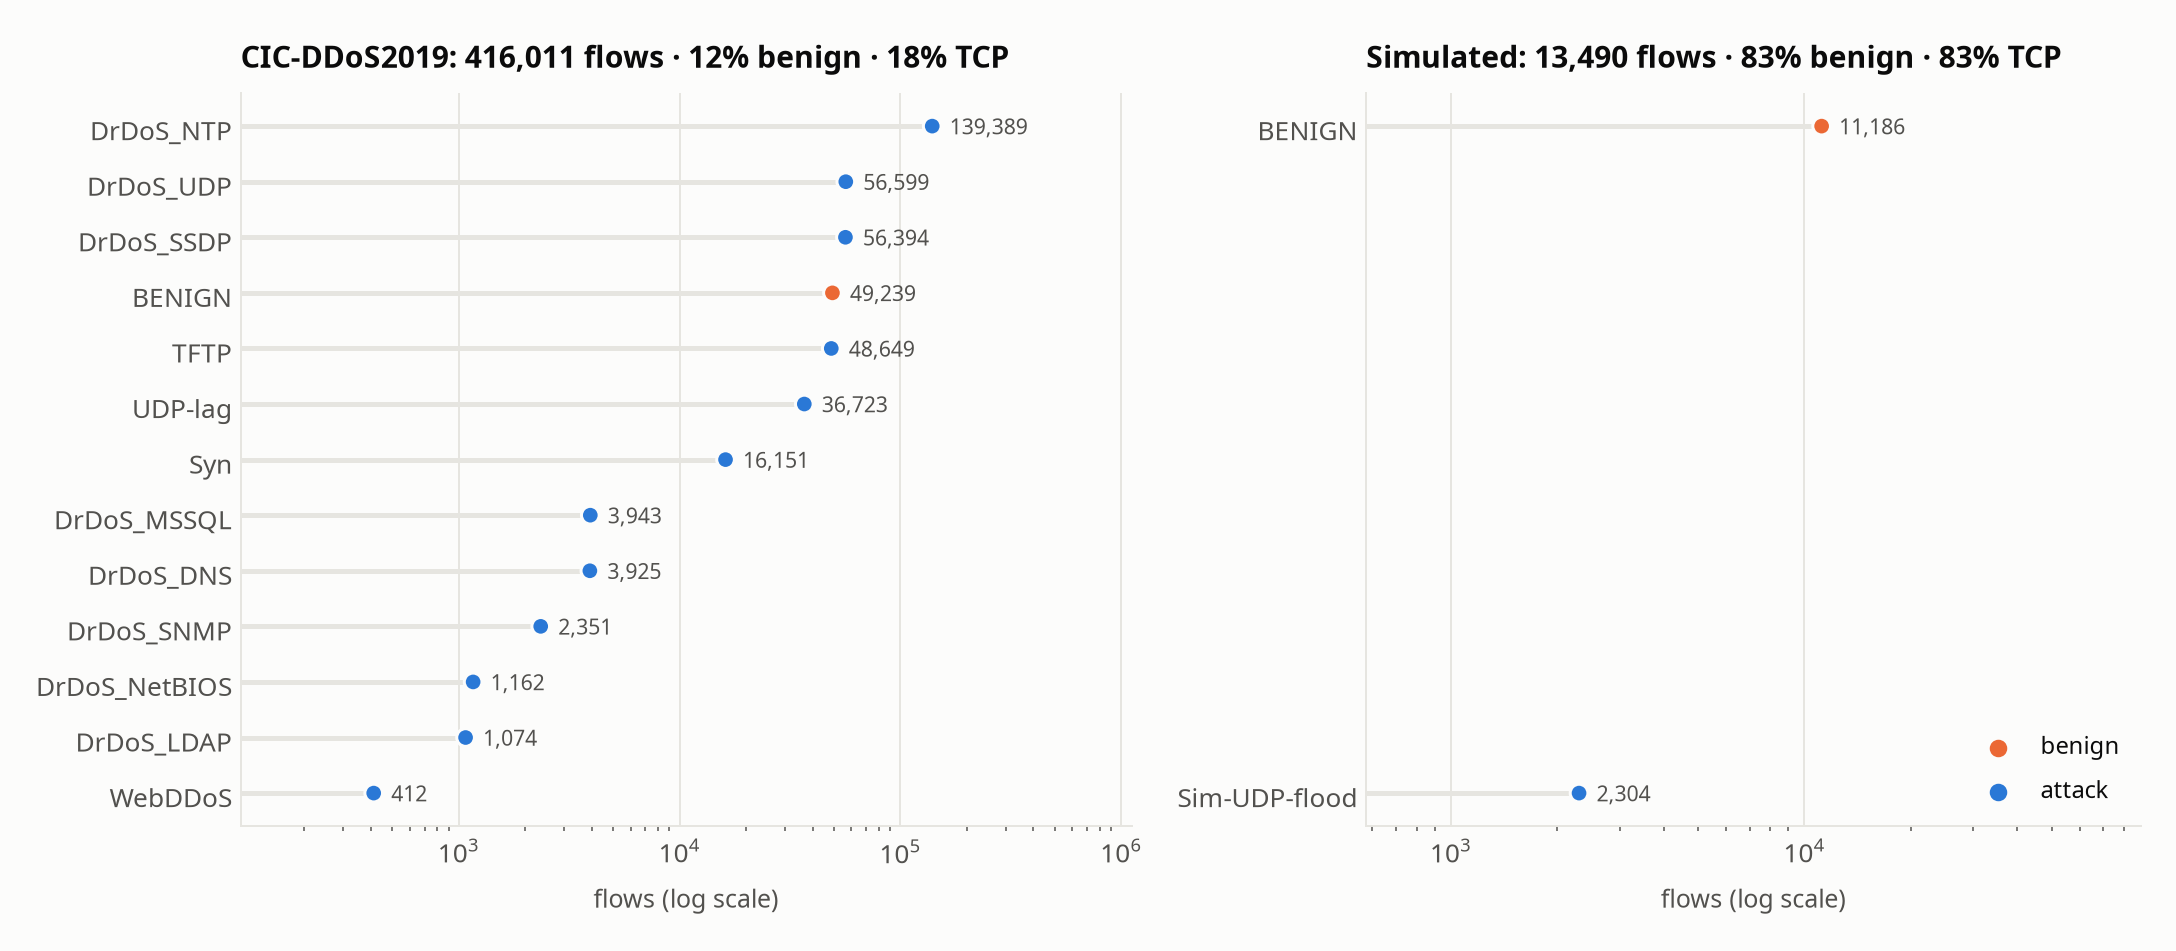 CIC-DDoS2019: 416,011 flows · 12% benign · 18% TCP
DrDoS_NTP 139,389
DrDoS_UDP 56,599
DrDoS_SSDP 56,394
BENIGN 49,239
TFTP 48,649
UDP-lag 36,723
Syn 16,151
DrDoS_MSSQL 3,943
DrDoS_DNS 3,925
DrDoS_SNMP 2,351
DrDoS_NetBIOS 1,162
DrDoS_LDAP 1,074
WebDDoS 412
10³ 10⁴ 10⁵ 10⁶
flows (log scale)
Simulated: 13,490 flows · 83% benign · 83% TCP
BENIGN 11,186
Sim-UDP-flood 2,304
benign
attack
10³ 10⁴
flows (log scale)